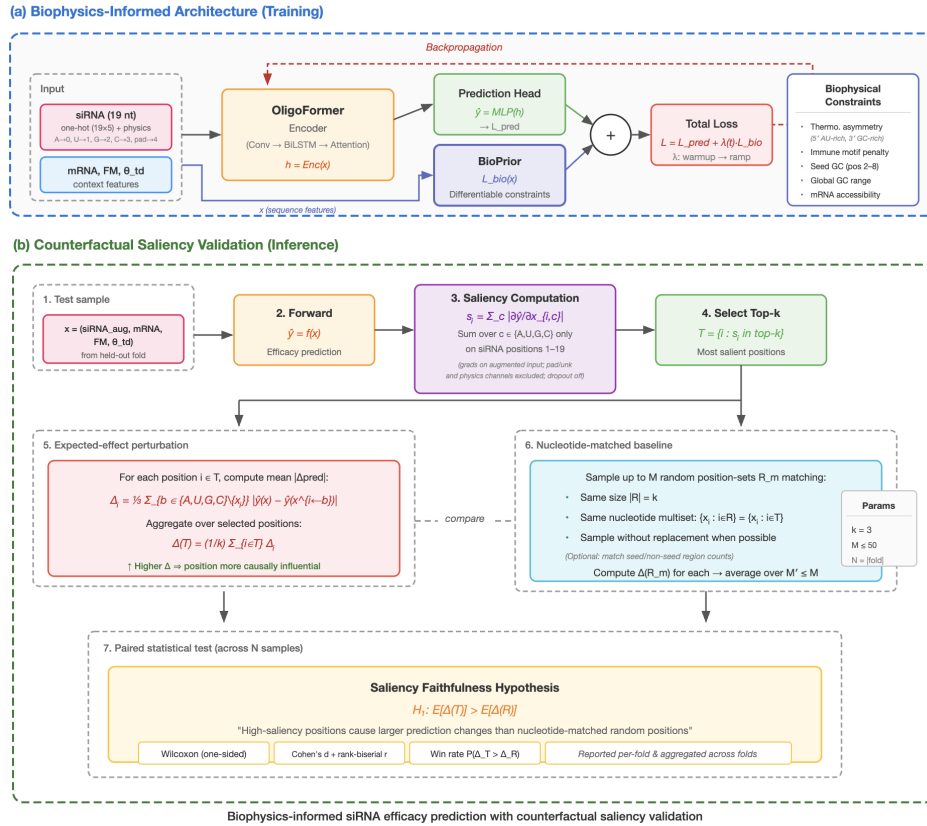 (a) Biophysics-Informed Architecture (Training)
Backpropagation
Input
siRNA (19 nt)
one-hot (19×5) + physics
A→0, U→1, G→2, C→3, pad→4
mRNA, FM, θ_td
context features
OligoFormer
Encoder
(Conv → BiLSTM → Attention)
h = Enc(x)
x (sequence features)
Prediction Head
ŷ = MLP(h)
→ L_pred
BioPrior
L_bio(x)
Differentiable constraints
+
Total Loss
L = L_pred + λ(t)·L_bio
λ: warmup → ramp
Biophysical
Constraints
• Thermo. asymmetry
(5′ AU-rich, 3′ GC-rich)
• Immune motif penalty
• Seed GC (pos 2–8)
• Global GC range
• mRNA accessibility
(b) Counterfactual Saliency Validation (Inference)
1. Test sample
x = (siRNA_aug, mRNA,
FM, θ_td)
from held-out fold
2. Forward
ŷ = f(x)
Efficacy prediction
3. Saliency Computation
s_i = Σ_c |∂ŷ/∂x_{i,c}|
Sum over c ∈ {A,U,G,C} only
on siRNA positions 1–19
(grads on augmented input; pad/unk
and physics channels excluded; dropout off)
4. Select Top-k
T = {i : s_i in top-k}
Most salient positions
5. Expected-effect perturbation
For each position i ∈ T, compute mean |Δpred|:
Δ_i = ⅓ Σ_{b ∈ {A,U,G,C}\{x_i}} |ŷ(x) − ŷ(x^{i←b})|
Aggregate over selected positions:
Δ(T) = (1/k) Σ_{i∈T} Δ_i
↑ Higher Δ ⇒ position more causally influential
compare
6. Nucleotide-matched baseline
Sample up to M random position-sets R_m matching:
• Same size |R| = k
• Same nucleotide multiset: {x_i : i∈R} = {x_i : i∈T}
• Sample without replacement when possible
(Optional: match seed/non-seed region counts)
Compute Δ(R_m) for each → average over M′ ≤ M
Params
k = 3
M ≤ 50
N = |fold|
7. Paired statistical test (across N samples)
Saliency Faithfulness Hypothesis
H₁: E[Δ(T)] > E[Δ(R)]
"High-saliency positions cause larger prediction changes than nucleotide-matched random positions"
Wilcoxon (one-sided)
Cohen's d + rank-biserial r
Win rate P(Δ_T > Δ_R)
Reported per-fold & aggregated across folds
Biophysics-informed siRNA efficacy prediction with counterfactual saliency validation